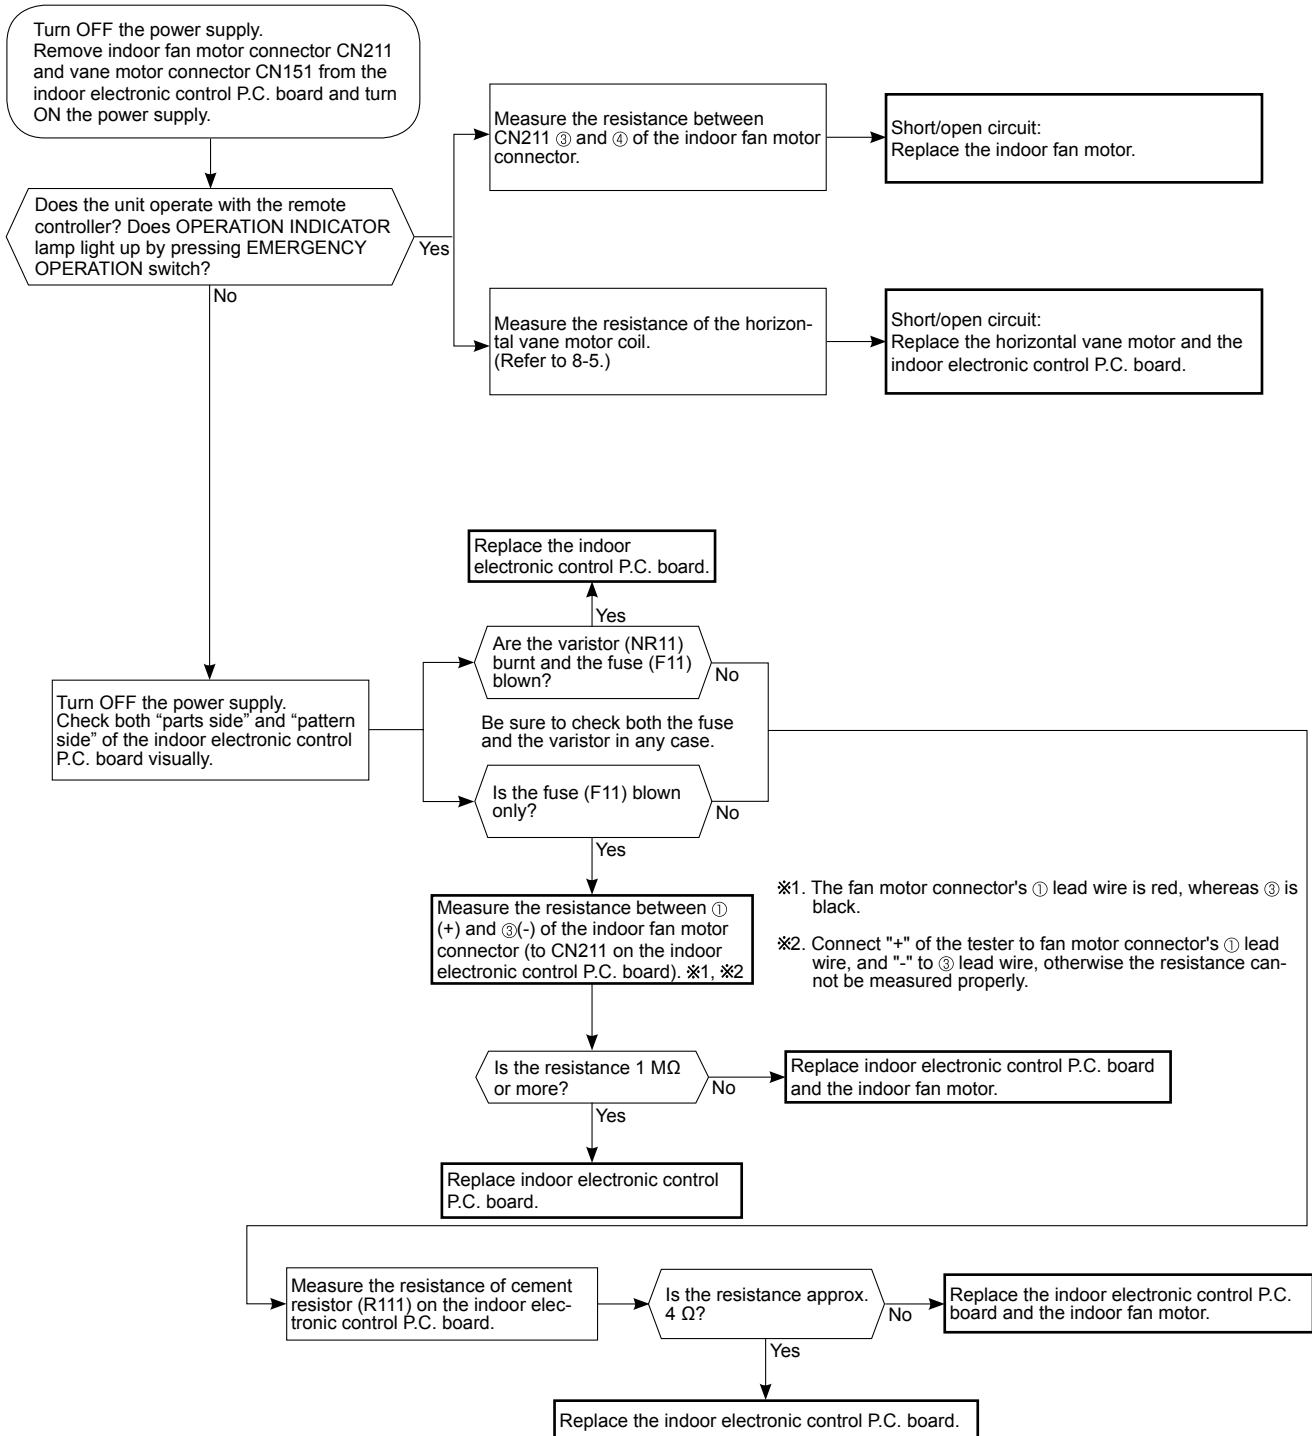 Turn OFF the power supply.
Remove indoor fan motor connector CN211
and vane motor connector CN151 from the
indoor electronic control P.C. board and turn
ON the power supply.
Does the unit operate with the remote
controller? Does OPERATION INDICATOR
lamp light up by pressing EMERGENCY
OPERATION switch?
Yes
No
Measure the resistance between
CN211 ③ and ④ of the indoor fan motor
connector.
Short/open circuit:
Replace the indoor fan motor.
Measure the resistance of the horizon-
tal vane motor coil.
(Refer to 8-5.)
Short/open circuit:
Replace the horizontal vane motor and the
indoor electronic control P.C. board.
Replace the indoor
electronic control P.C. board.
Yes
Are the varistor (NR11)
burnt and the fuse (F11)
blown?
No
Turn OFF the power supply.
Check both “parts side” and “pattern
side” of the indoor electronic control
P.C. board visually.
Be sure to check both the fuse
and the varistor in any case.
Is the fuse (F11) blown
only?
No
Yes
Measure the resistance between ①
(+) and ③(-) of the indoor fan motor
connector (to CN211 on the indoor
electronic control P.C. board). ※1, ※2
※1. The fan motor connector's ① lead wire is red, whereas ③ is
black.
※2. Connect "+" of the tester to fan motor connector's ① lead
wire, and "-" to ③ lead wire, otherwise the resistance can-
not be measured properly.
Is the resistance 1 MΩ
or more?
No
Replace indoor electronic control P.C. board
and the indoor fan motor.
Yes
Replace indoor electronic control
P.C. board.
Measure the resistance of cement
resistor (R111) on the indoor elec-
tronic control P.C. board.
Is the resistance approx.
4 Ω?
No
Replace the indoor electronic control P.C.
board and the indoor fan motor.
Yes
Replace the indoor electronic control P.C. board.